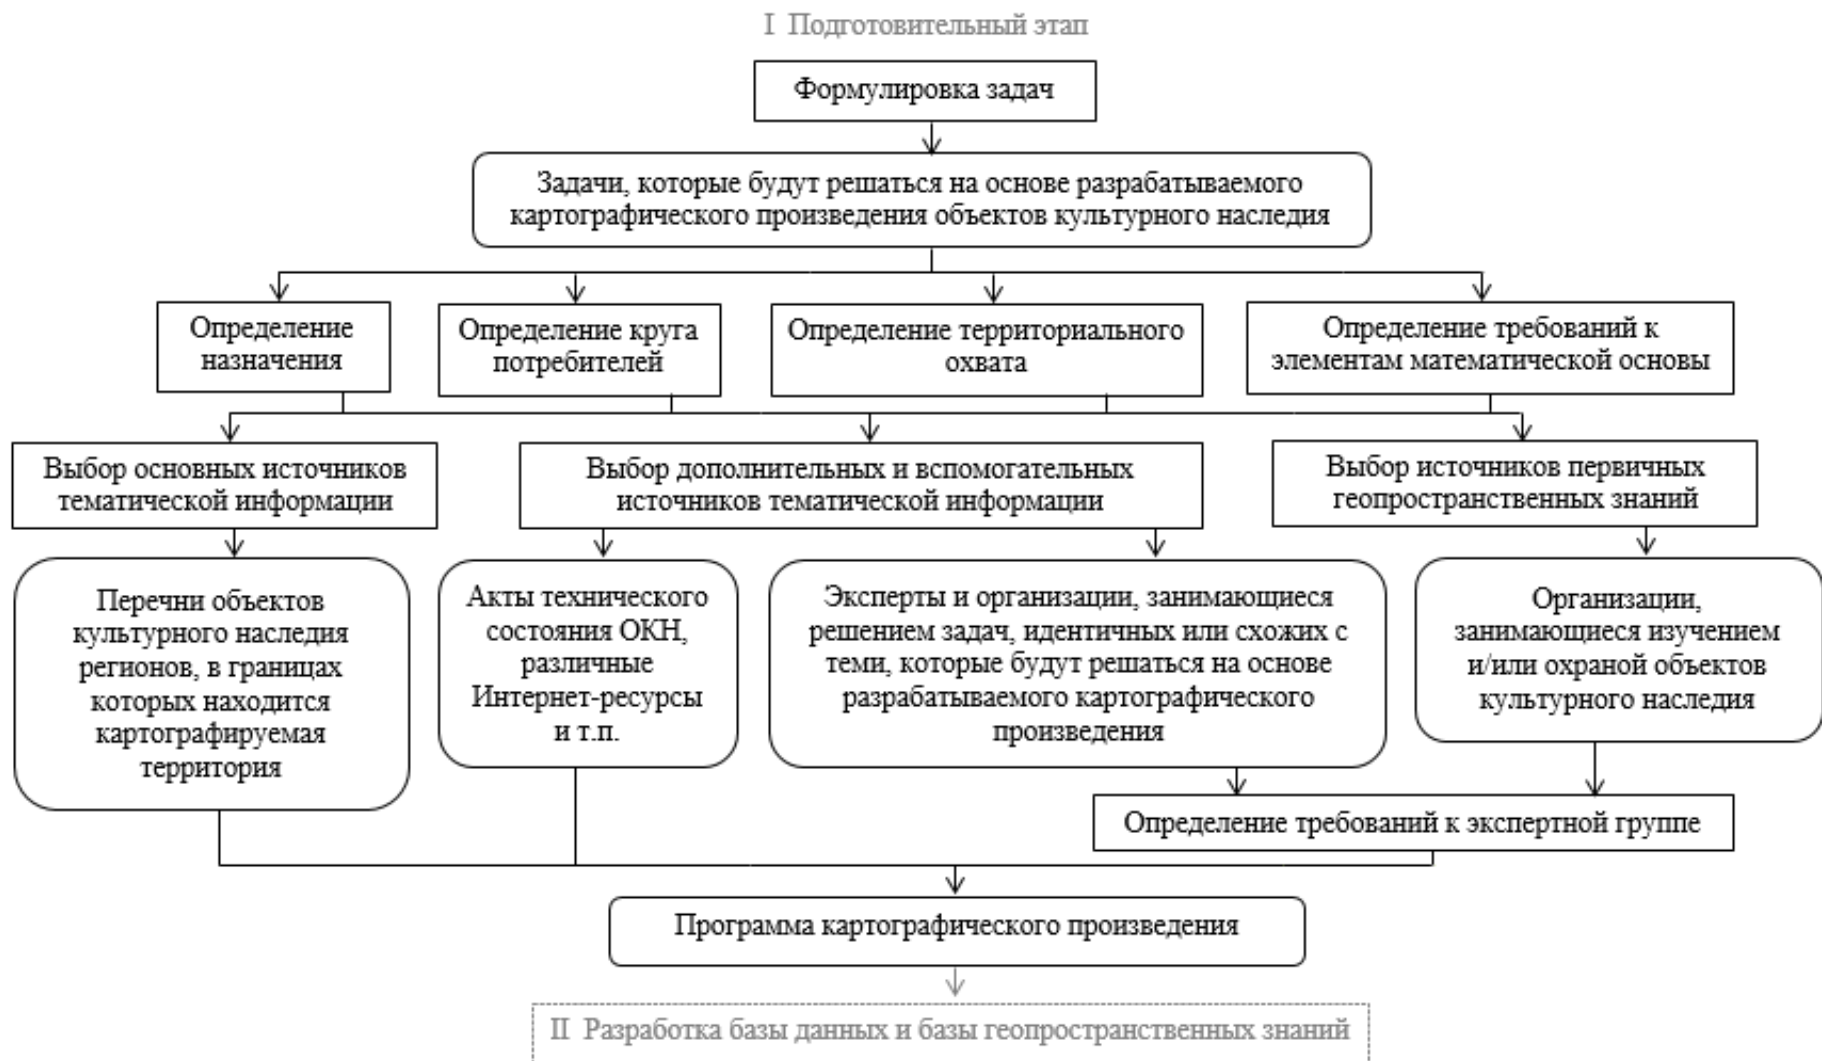 I Подготовительный этап
Формулировка задач
Задачи, которые будут решаться на основе разрабатываемого
картографического произведения объектов культурного наследия
Определение
назначения
Определение круга
потребителей
Определение территориального
охвата
Определение требований к
элементам математической основы
Выбор основных источников
тематической информации
Выбор дополнительных и вспомогательных
источников тематической информации
Выбор источников первичных
геопространственных знаний
Перечни объектов
культурного наследия
регионов, в границах
которых находится
картографируемая
территория
Акты технического
состояния ОКН,
различные
Интернет-ресурсы
и т.п.
Эксперты и организации, занимающиеся
решением задач, идентичных или схожих с
теми, которые будут решаться на основе
разрабатываемого картографического
произведения
Организации,
занимающиеся изучением
и/или охраной объектов
культурного наследия
Определение требований к экспертной группе
Программа картографического произведения
II Разработка базы данных и базы геопространственных знаний